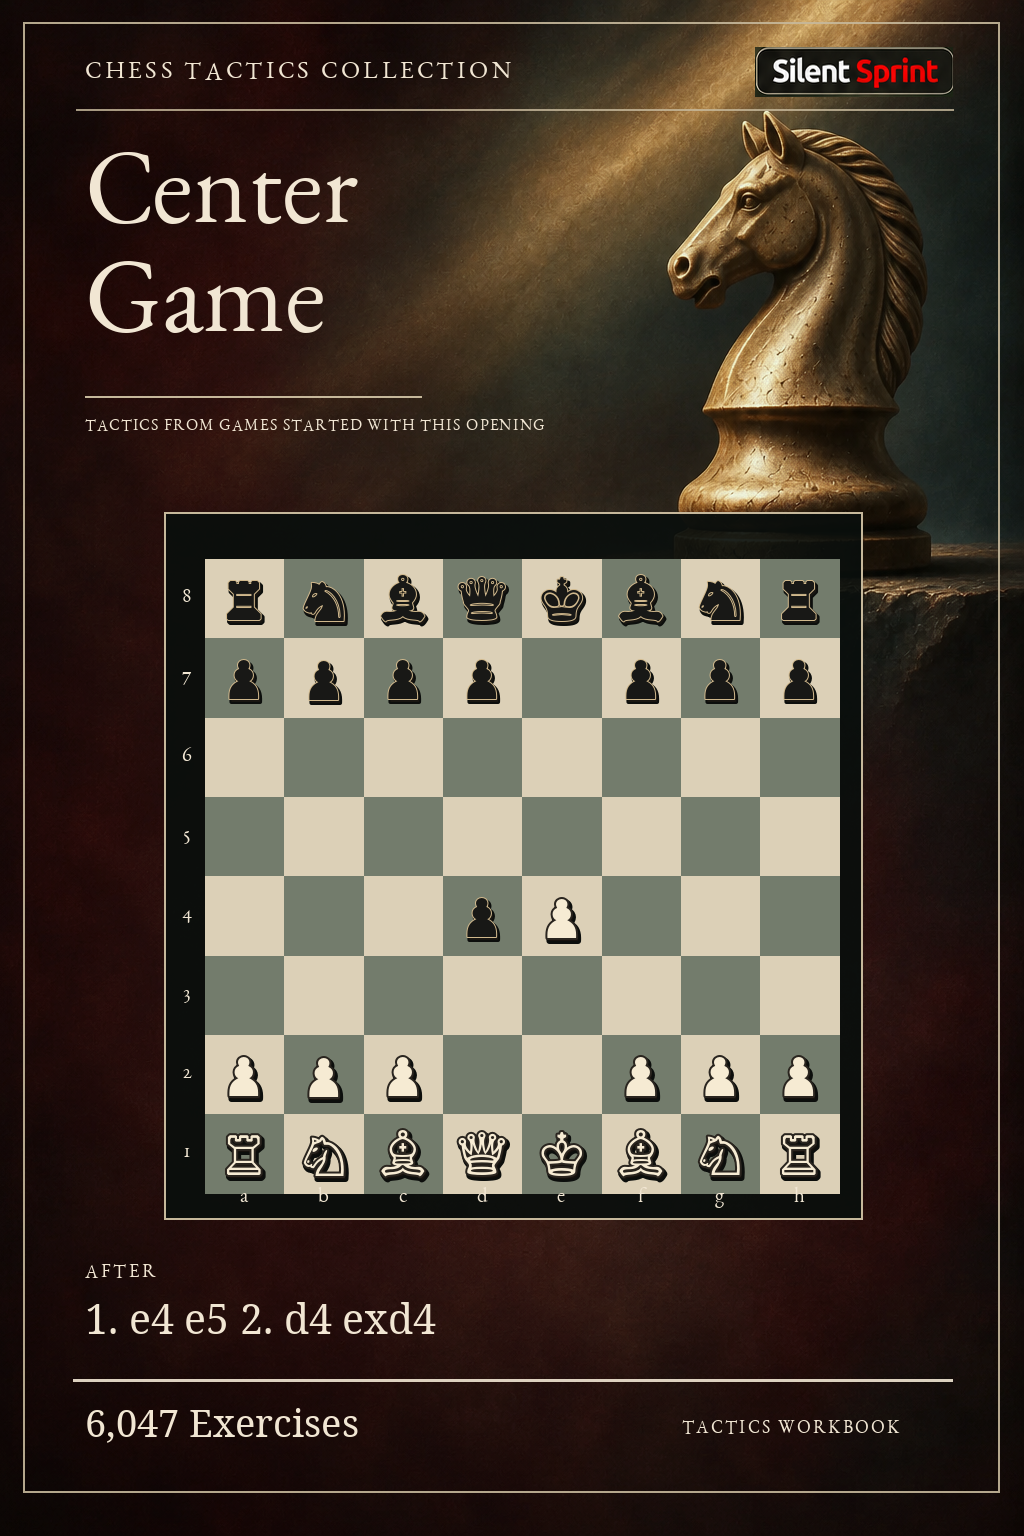 CHESS TACTICS COLLECTION
Silent Sprint
Center
Game
TACTICS FROM GAMES STARTED WITH THIS OPENING
8
7
6
5
4
3
2
1
a b c d e f g h
AFTER
1. e4 e5 2. d4 exd4
6,047 Exercises
TACTICS WORKBOOK